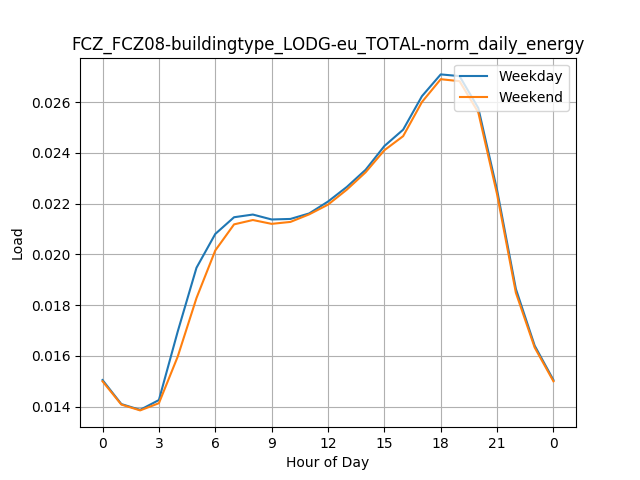 FCZ_FCZ08-buildingtype_LODG-eu_TOTAL-norm_daily_energy
Weekday
Weekend
0.026
0.024
0.022
0.020
0.018
0.016
0.014
Load
0 3 6 9 12 15 18 21 0
Hour of Day